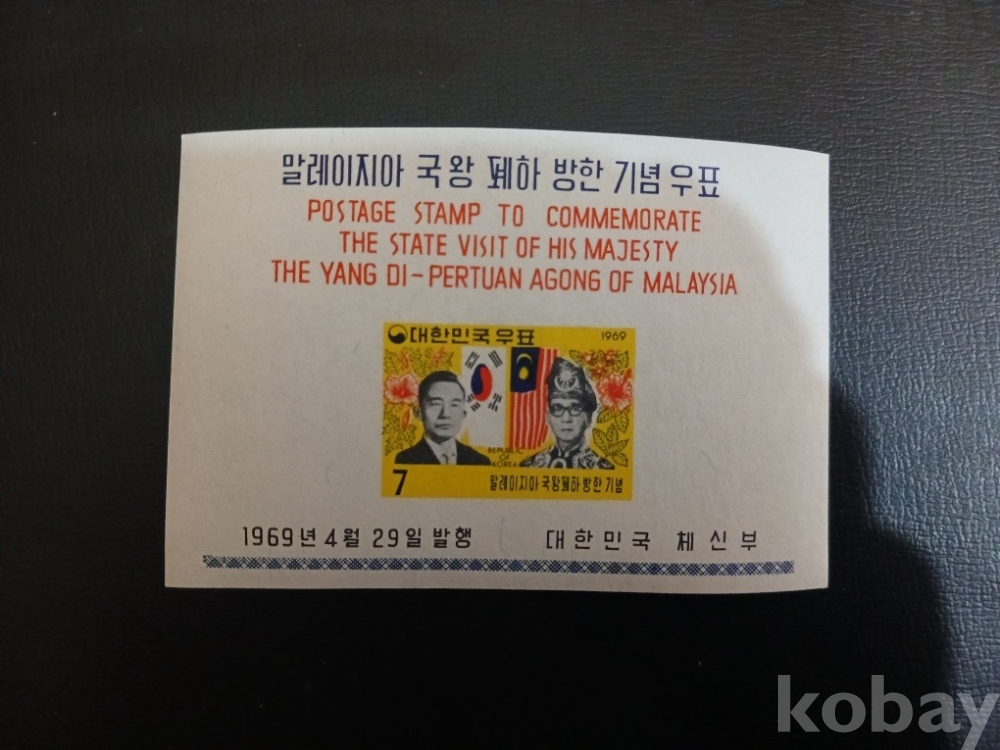 말레이지아 국왕 폐하 방한 기념 우표
POSTAGE STAMP TO COMMEMORATE
THE STATE VISIT OF HIS MAJESTY
THE YANG DI-PERTUAN AGONG OF MALAYSIA
대한민국우표 1969
REPUBLIC
OF
KOREA
7 말레이지아 국왕폐하 방한 기념
1969년 4월 29일 발행 대한민국 체신부
kobay